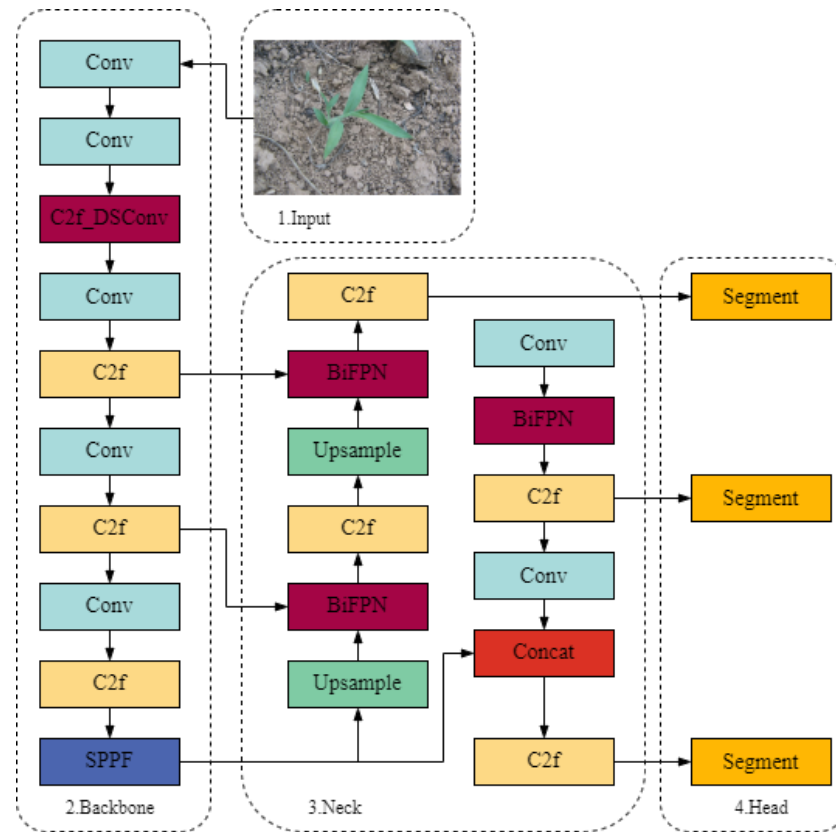 Conv
Conv
C2f_DSConv
Conv
C2f
Conv
C2f
Conv
C2f
SPPF
2.Backbone
1.Input
C2f
BiFPN
Upsample
C2f
BiFPN
Upsample
3.Neck
Conv
BiFPN
C2f
Conv
Concat
C2f
Segment
Segment
Segment
4.Head